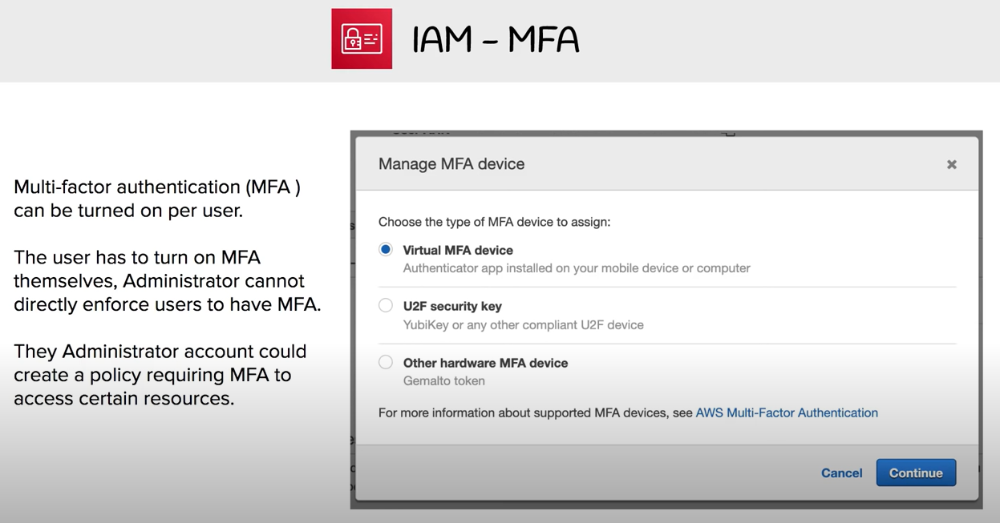 IAM – MFA
Multi-factor authentication (MFA )
can be turned on per user.
The user has to turn on MFA
themselves, Administrator cannot
directly enforce users to have MFA.
They Administrator account could
create a policy requiring MFA to
access certain resources.
Manage MFA device
Choose the type of MFA device to assign:
Virtual MFA device
Authenticator app installed on your mobile device or computer
U2F security key
YubiKey or any other compliant U2F device
Other hardware MFA device
Gemalto token
For more information about supported MFA devices, see AWS Multi-Factor Authentication
Cancel Continue